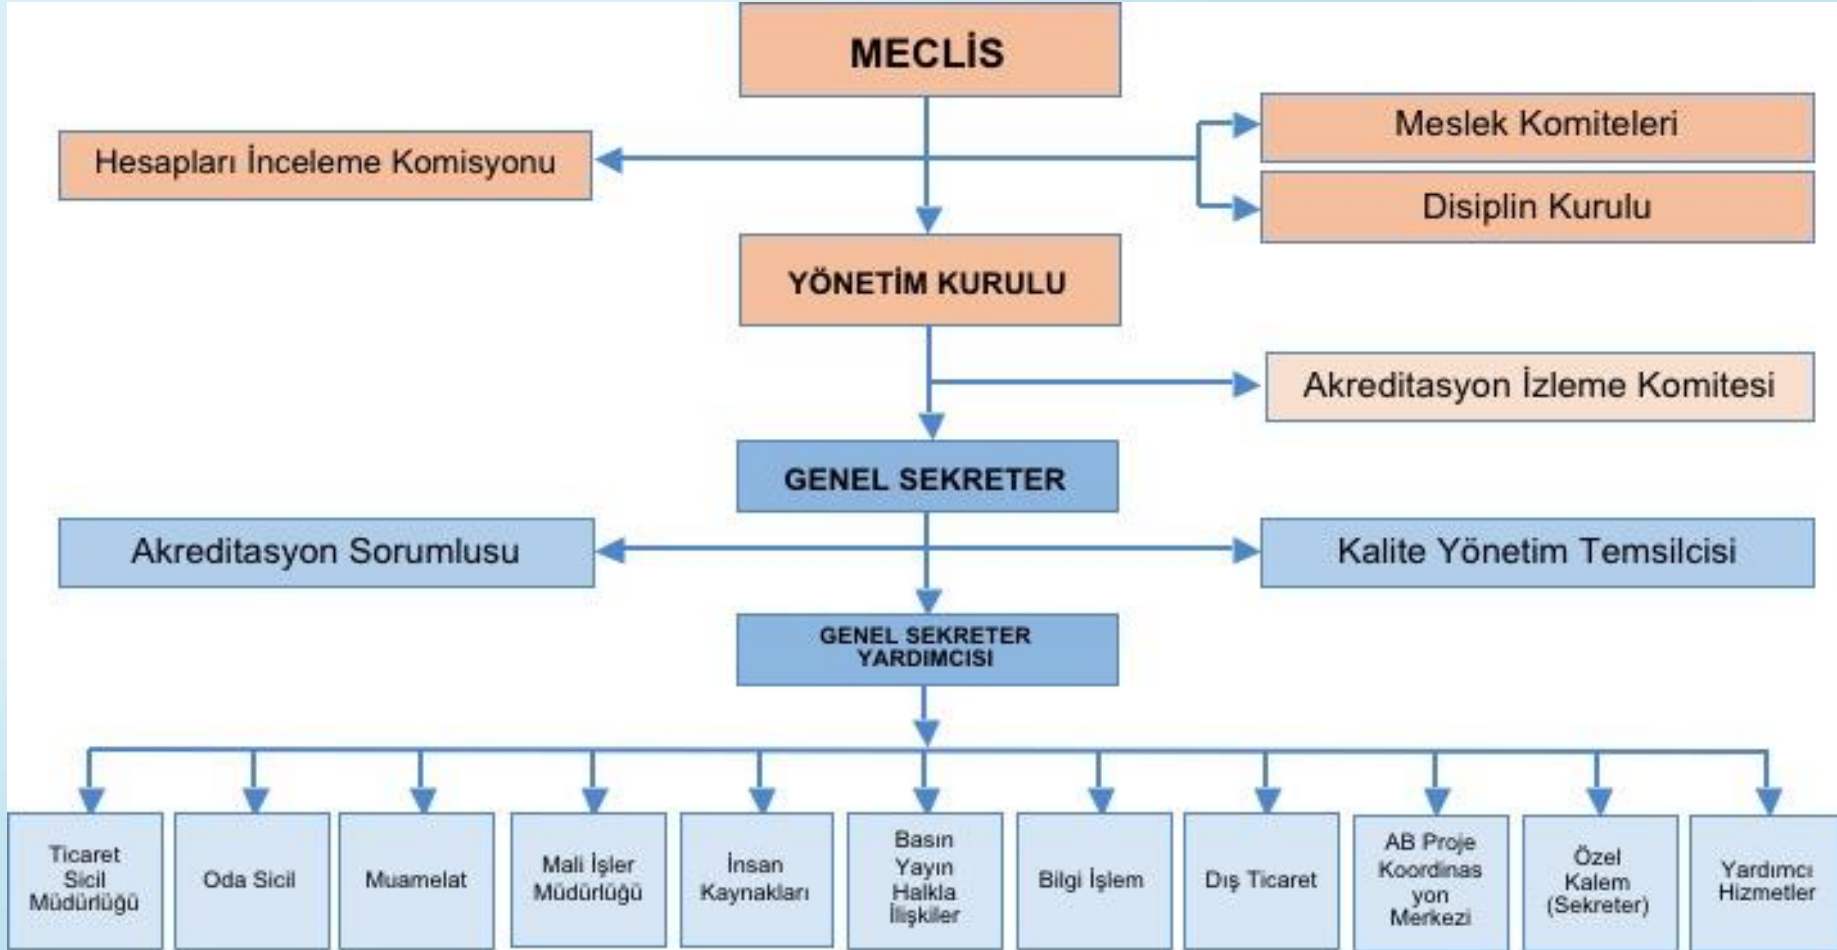 MECLİS
Hesapları İnceleme Komisyonu
Meslek Komiteleri
Disiplin Kurulu
YÖNETİM KURULU
Akreditasyon İzleme Komitesi
GENEL SEKRETER
Akreditasyon Sorumlusu
Kalite Yönetim Temsilcisi
GENEL SEKRETER
YARDIMCISI
Ticaret
Sicil
Müdürlüğü
Oda Sicil
Muamelat
Mali İşler
Müdürlüğü
İnsan
Kaynakları
Basın
Yayın
Halkla
İlişkiler
Bilgi İşlem
Dış Ticaret
AB Proje
Koordinas
yon
Merkezi
Özel
Kalem
(Sekreter)
Yardımcı
Hizmetler